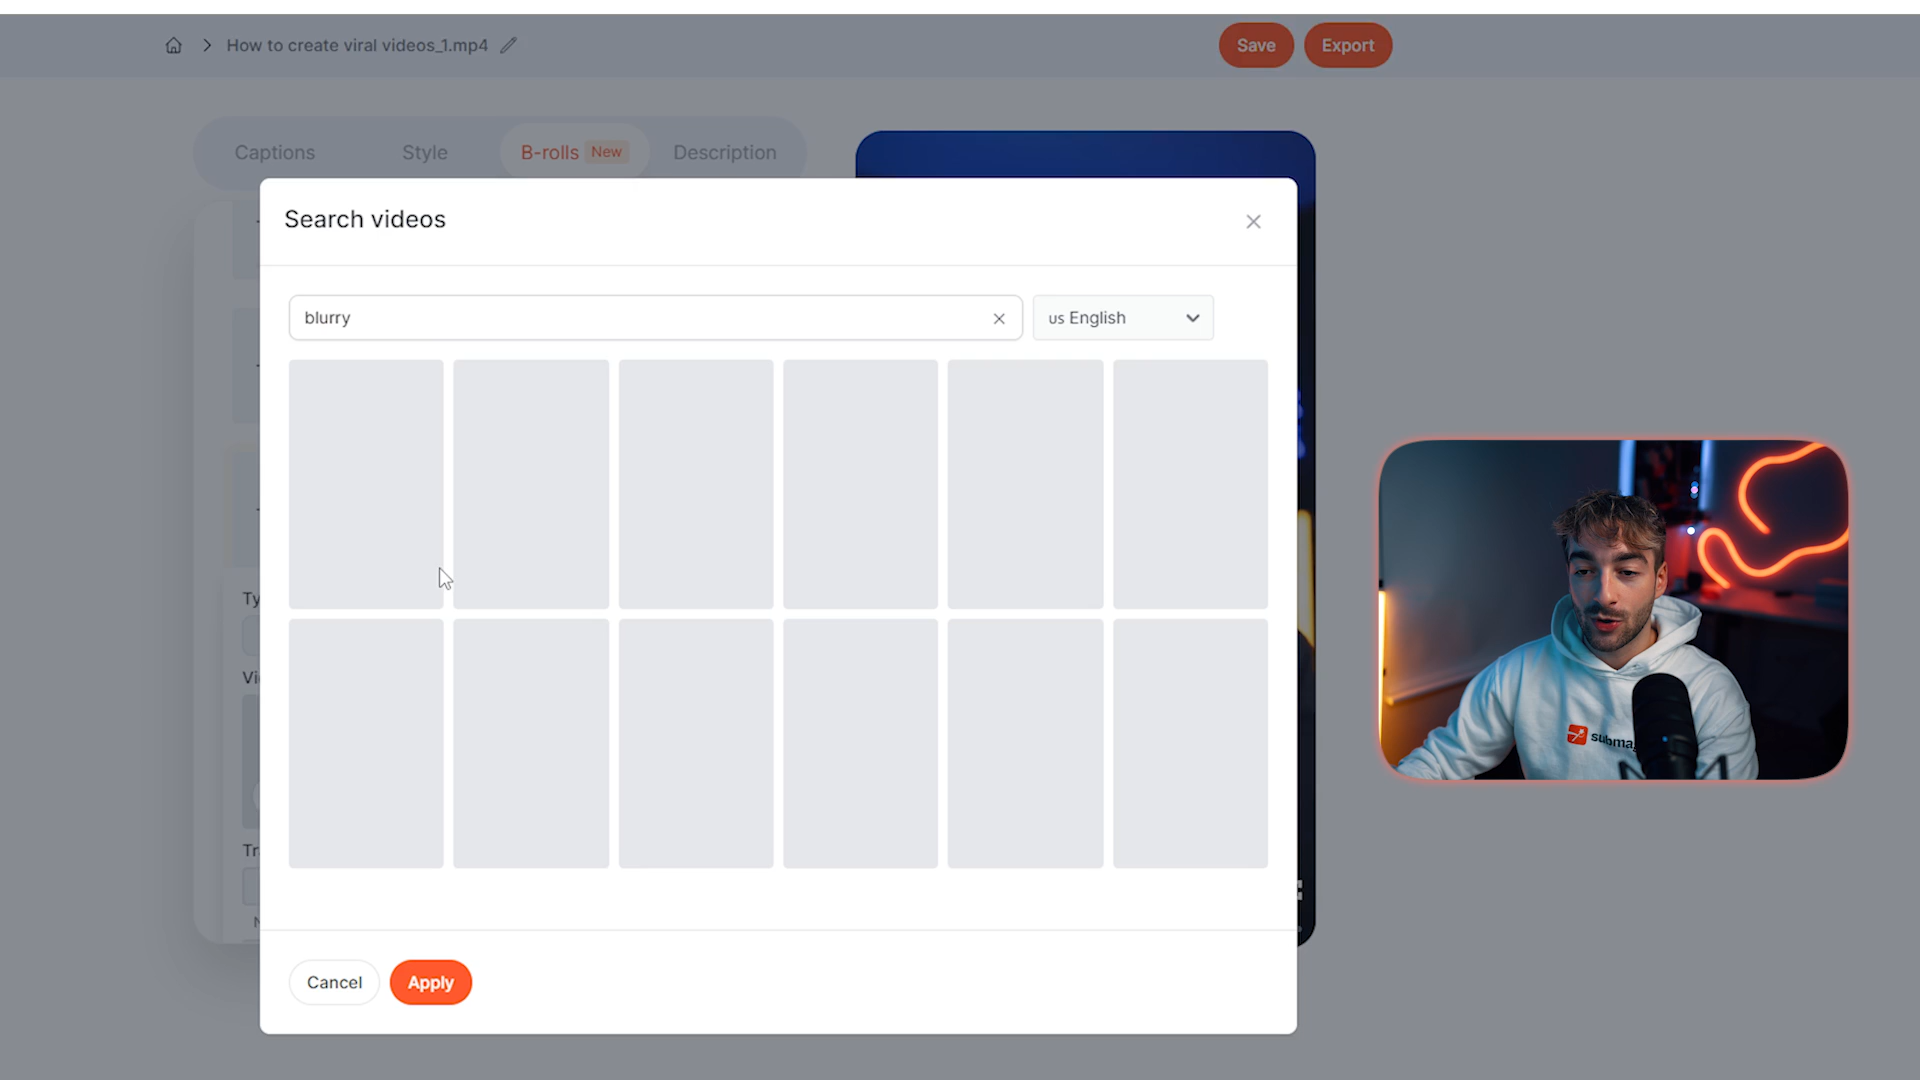 How to create viral videos_1.mp4
Save
Export
Captions
Style
B-rolls New
Description
Search videos
blurry
us English
Cancel
Apply